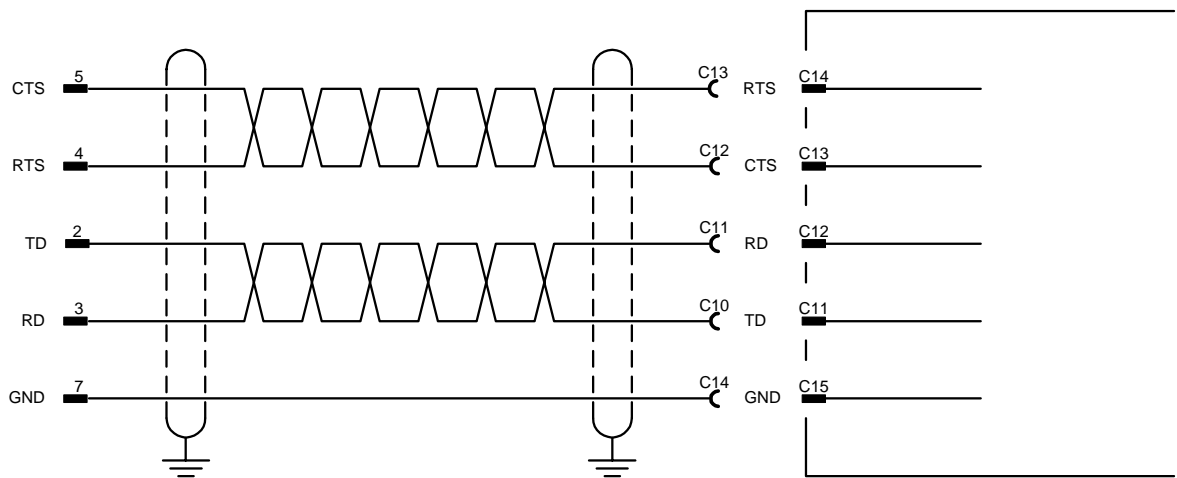 CTS 5 C13 RTS C14
RTS 4 C12 CTS C13
TD 2 C11 RD C12
RD 3 C10 TD C11
GND 7 C14 GND C15